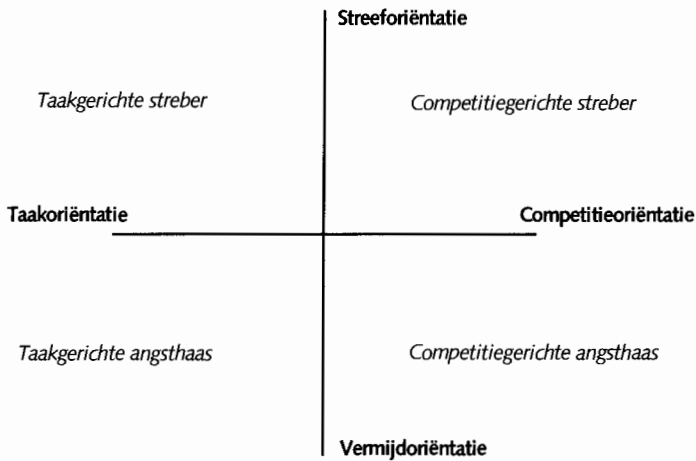 Streeforiëntatie
Taakgerichte streber
Competitiegerichte streber
Taakoriëntatie
Competitieoriëntatie
Taakgerichte angsthaas
Competitiegerichte angsthaas
Vermijdoriëntatie